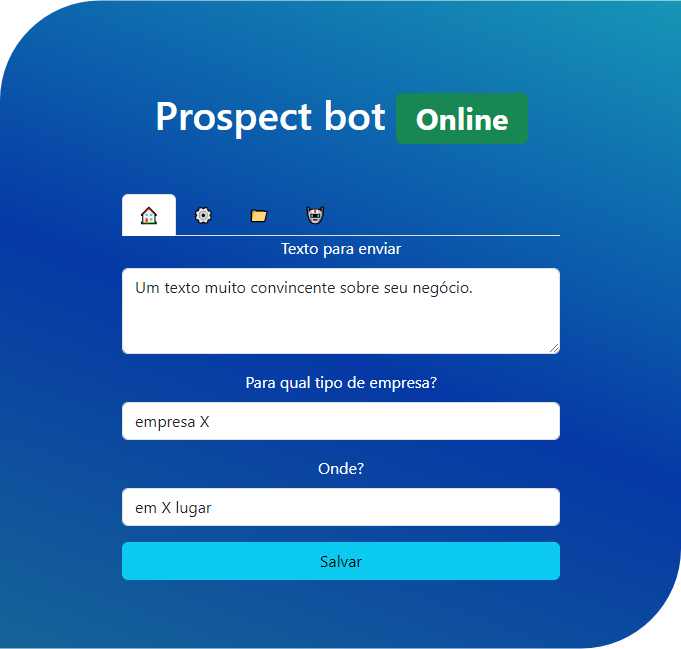 Prospect bot Online
Texto para enviar
Um texto muito convincente sobre seu negócio.
Para qual tipo de empresa?
empresa X
Onde?
em X lugar
Salvar